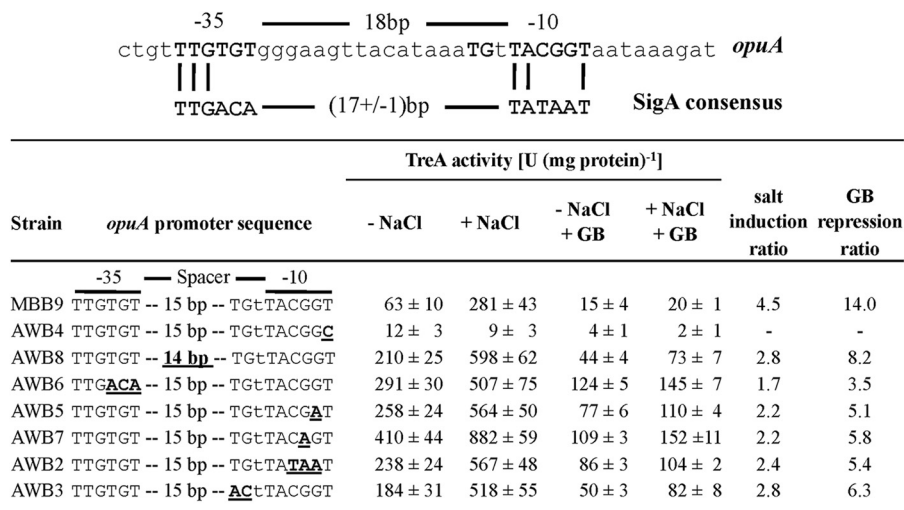 -35 18bp -10
ctgtTTGTGTgggaagttacataaaTGtTACGGTaataaagat opuA
TTGACA (17+/-1)bp TATAAT SigA consensus
TreA activity [U (mg protein)-1]
Strain opuA promoter sequence - NaCl + NaCl - NaCl + GB + NaCl + GB salt induction ratio GB repression ratio
-35 Spacer -10
MBB9 TTGTGT -- 15 bp -- TGtTACGGT 63 ± 10 281 ± 43 15 ± 4 20 ± 1 4.5 14.0
AWB4 TTGTGT -- 15 bp -- TGtTACGGC 12 ± 3 9 ± 3 4 ± 1 2 ± 1 - -
AWB8 TTGTGT -- 14 bp -- TGtTACGGT 210 ± 25 598 ± 62 44 ± 4 73 ± 7 2.8 8.2
AWB6 TTGACA -- 15 bp -- TGtTACGGT 291 ± 30 507 ± 75 124 ± 5 145 ± 7 1.7 3.5
AWB5 TTGTGT -- 15 bp -- TGtTACGAT 258 ± 24 564 ± 50 77 ± 6 110 ± 4 2.2 5.1
AWB7 TTGTGT -- 15 bp -- TGtTACAGT 410 ± 44 882 ± 59 109 ± 3 152 ±11 2.2 5.8
AWB2 TTGTGT -- 15 bp -- TGtTATAAT 238 ± 24 567 ± 48 86 ± 3 104 ± 2 2.4 5.4
AWB3 TTGTGT -- 15 bp -- ACtTACGGT 184 ± 31 518 ± 55 50 ± 3 82 ± 8 2.8 6.3